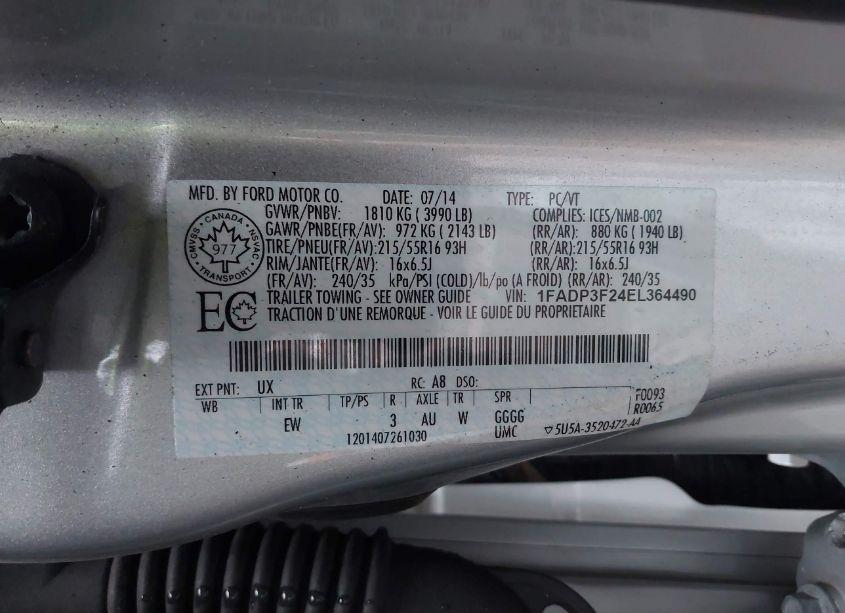 MFD. BY FORD MOTOR CO. DATE: 07/14 TYPE: PC/VT
GVWR/PNBV: 1810 KG ( 3990 LB) COMPLIES: ICES/NMB-002
GAWR/PNBE(FR/AV): 972 KG ( 2143 LB) (RR/AR): 880 KG ( 1940 LB)
TIRE/PNEU(FR/AV):215/55R16 93H (RR/AR):215/55R16 93H
RIM/JANTE(FR/AV): 16x6.5J (RR/AR): 16x6.5J
(FR/AV): 240/35 kPa/PSI (COLD)/lb/po (A FROID) (RR/AR): 240/35
TRAILER TOWING - SEE OWNER GUIDE VIN: 1FADP3F24EL364490
TRACTION D'UNE REMORQUE - VOIR LE GUIDE DU PROPRIETAIRE
CANADA
CMVSS 977 NSVAC
TRANSPORT
EC
EXT PNT: UX RC: A8 DSO:
WB INT TR TP/PS R AXLE TR SPR F0093
EW 3 AU W GGGG R0065
1201407261030 UMC ▽5U5A-3520472-AA